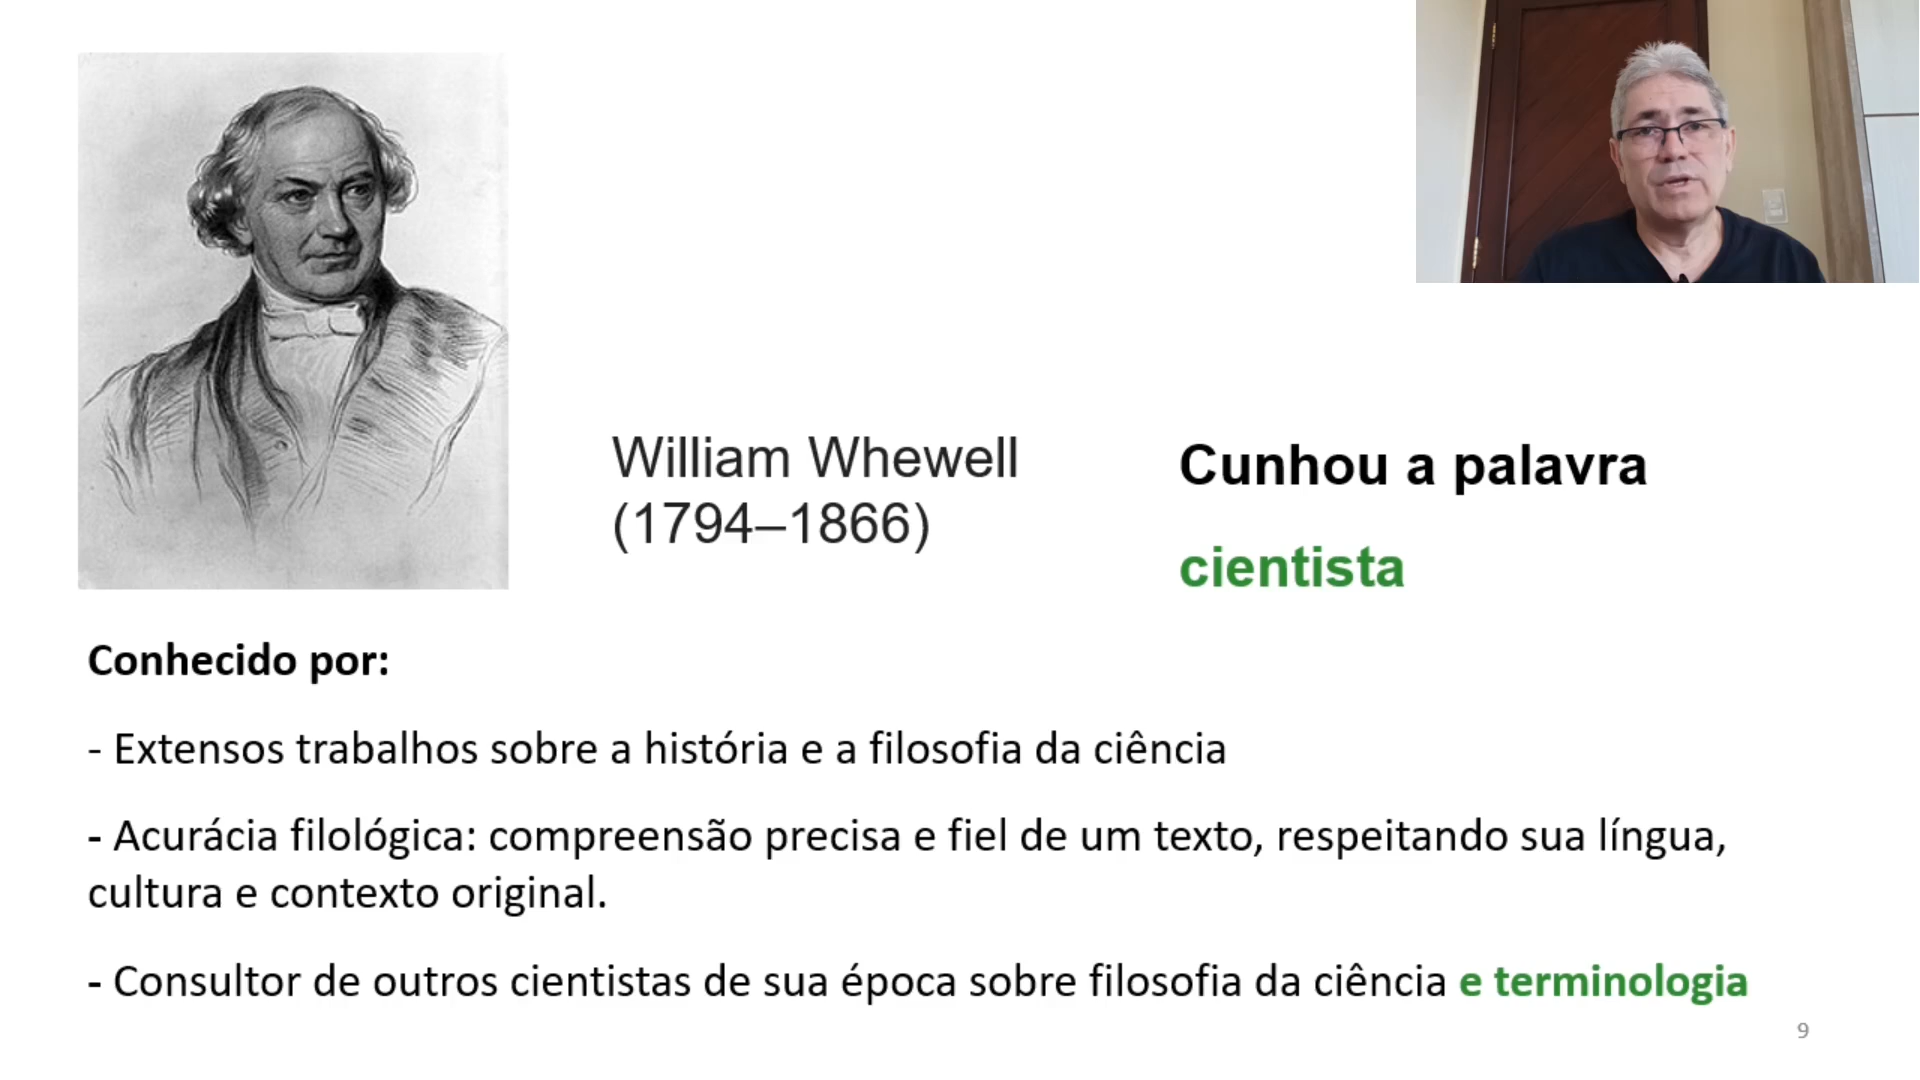 William Whewell
(1794–1866)
Cunhou a palavra
cientista
Conhecido por:
- Extensos trabalhos sobre a história e a filosofia da ciência
- Acurácia filológica: compreensão precisa e fiel de um texto, respeitando sua língua,
cultura e contexto original.
- Consultor de outros cientistas de sua época sobre filosofia da ciência e terminologia
9